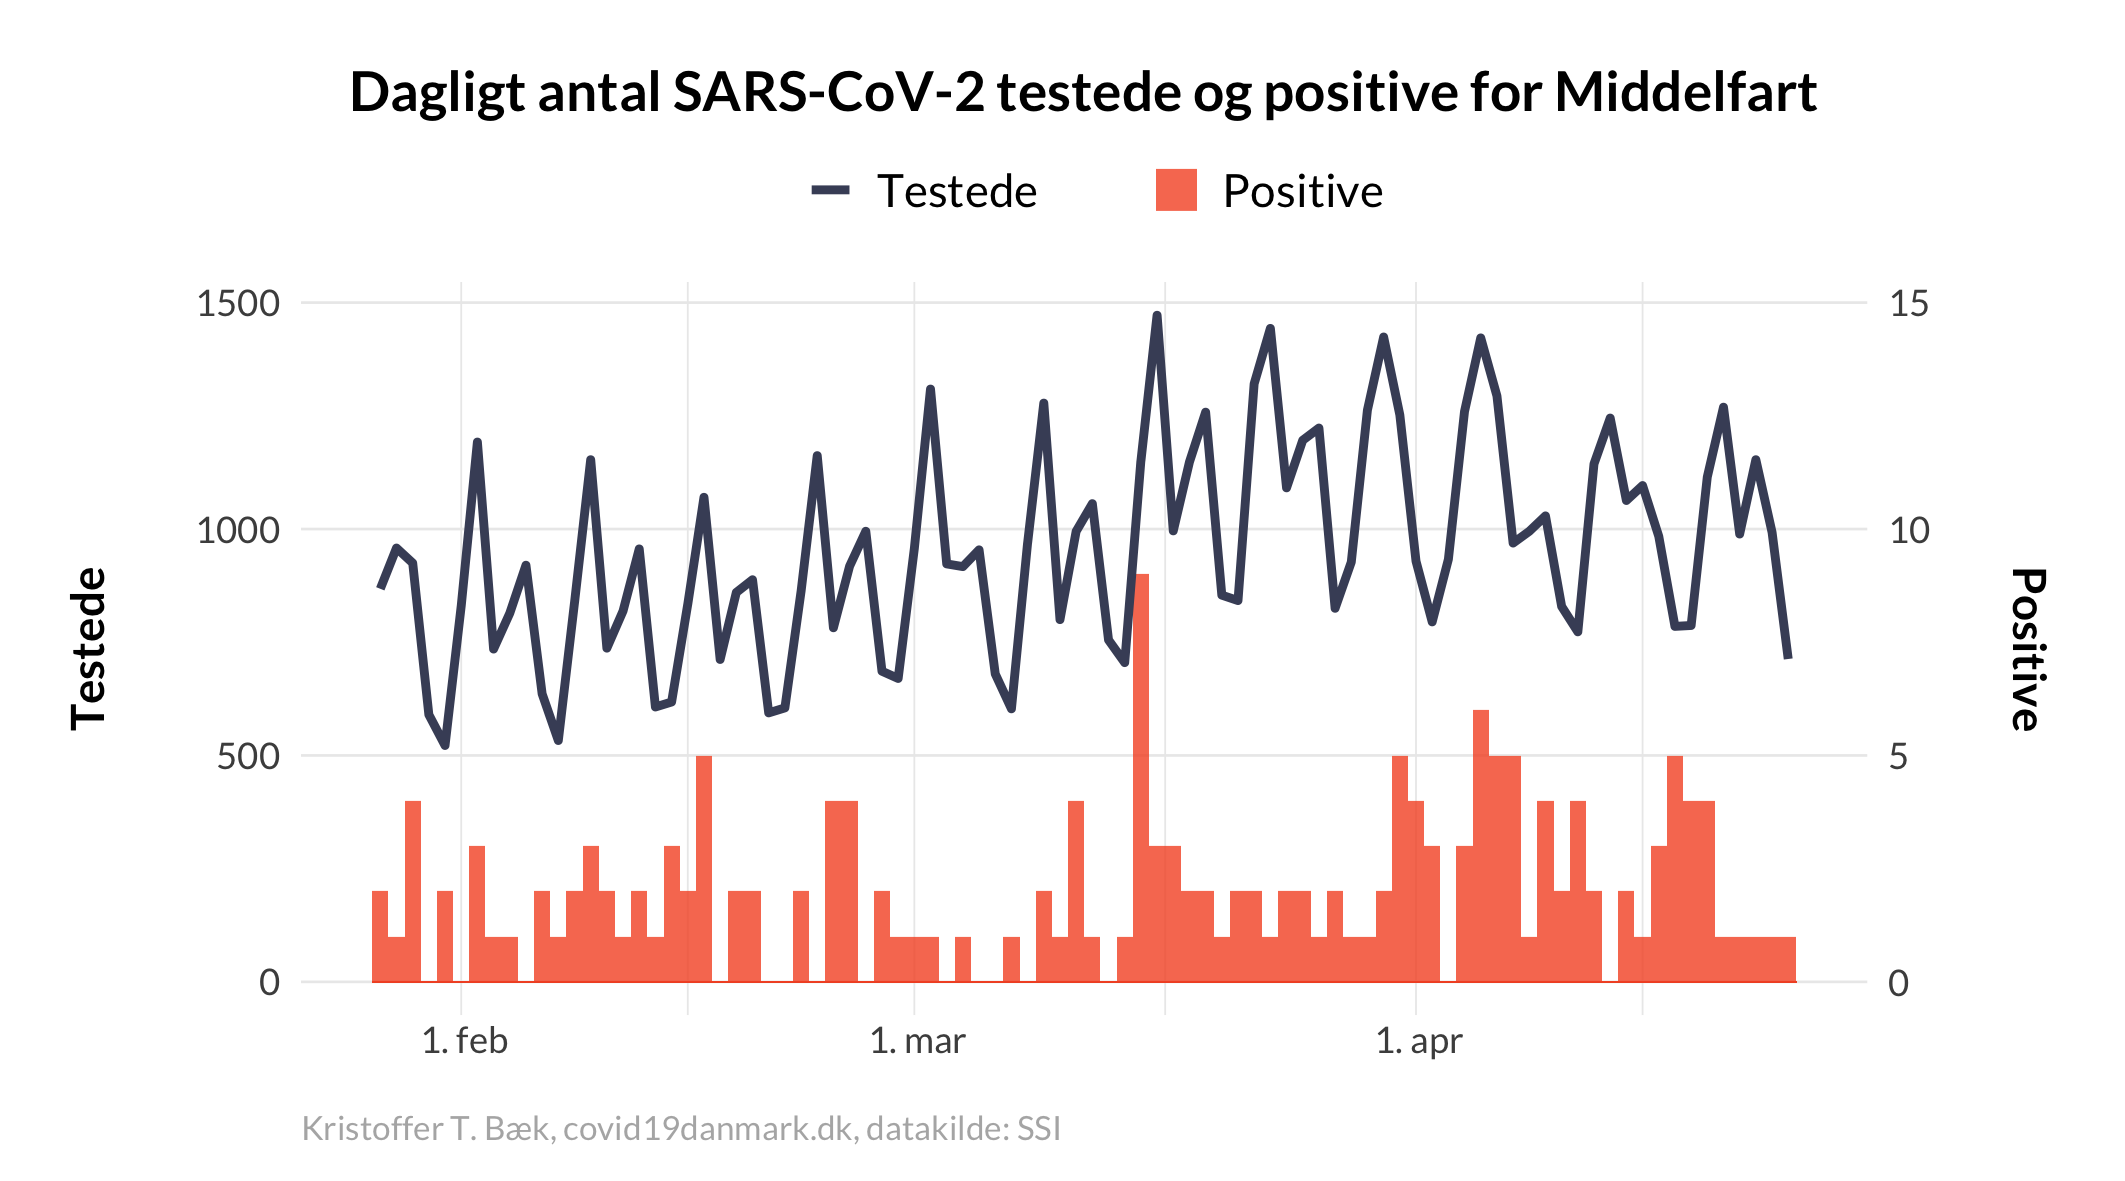 Dagligt antal SARS-CoV-2 testede og positive for Middelfart
Testede
Positive
1500
1000
500
0
15
10
5
0
Testede
Positive
1. feb
1. mar
1. apr
Kristoffer T. Bæk, covid19danmark.dk, datakilde: SSI